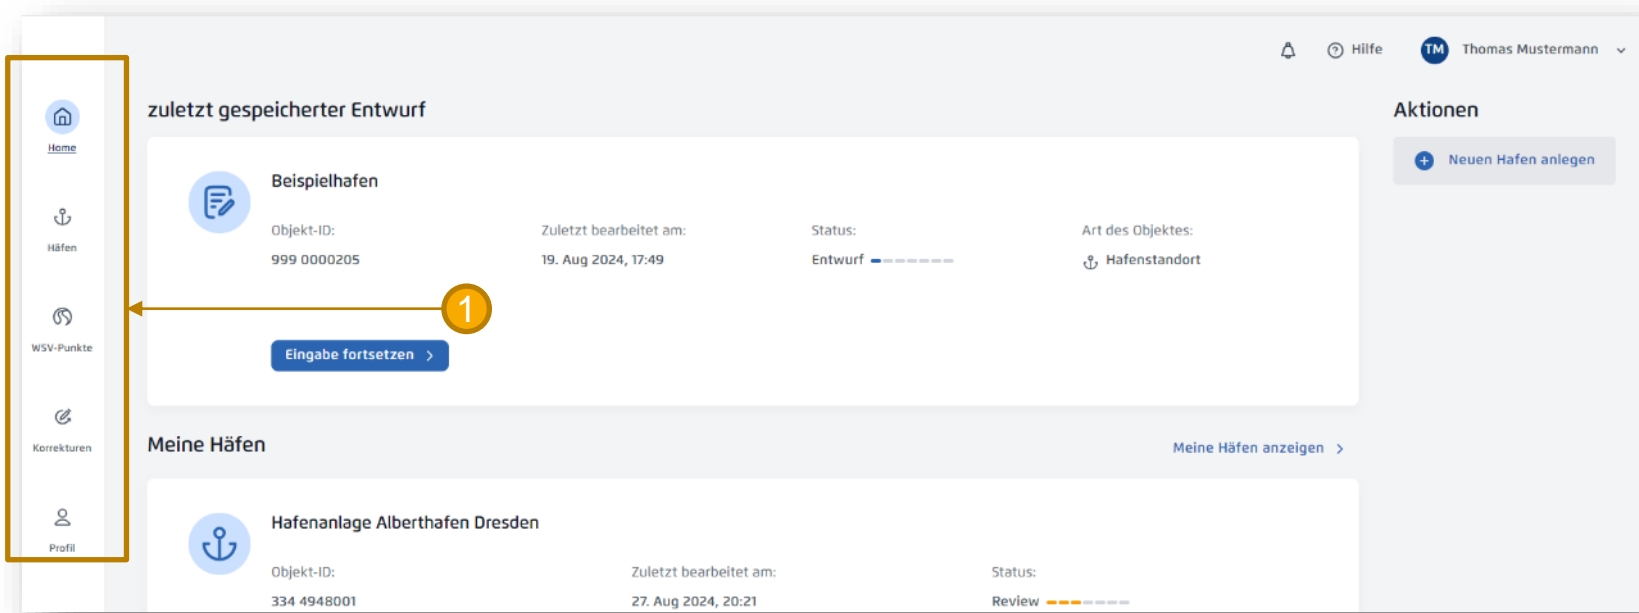 Hilfe
TM
Thomas Mustermann
Home
Häfen
WSV-Punkte
Korrekturen
Profil
1
zuletzt gespeicherter Entwurf
Beispielhafen
Objekt-ID:
999 0000205
Zuletzt bearbeitet am:
19. Aug 2024, 17:49
Status:
Entwurf
Art des Objektes:
Hafenstandort
Eingabe fortsetzen
Aktionen
Neuen Hafen anlegen
Meine Häfen
Meine Häfen anzeigen
Hafenanlage Alberthafen Dresden
Objekt-ID:
334 4948001
Zuletzt bearbeitet am:
27. Aug 2024, 20:21
Status:
Review